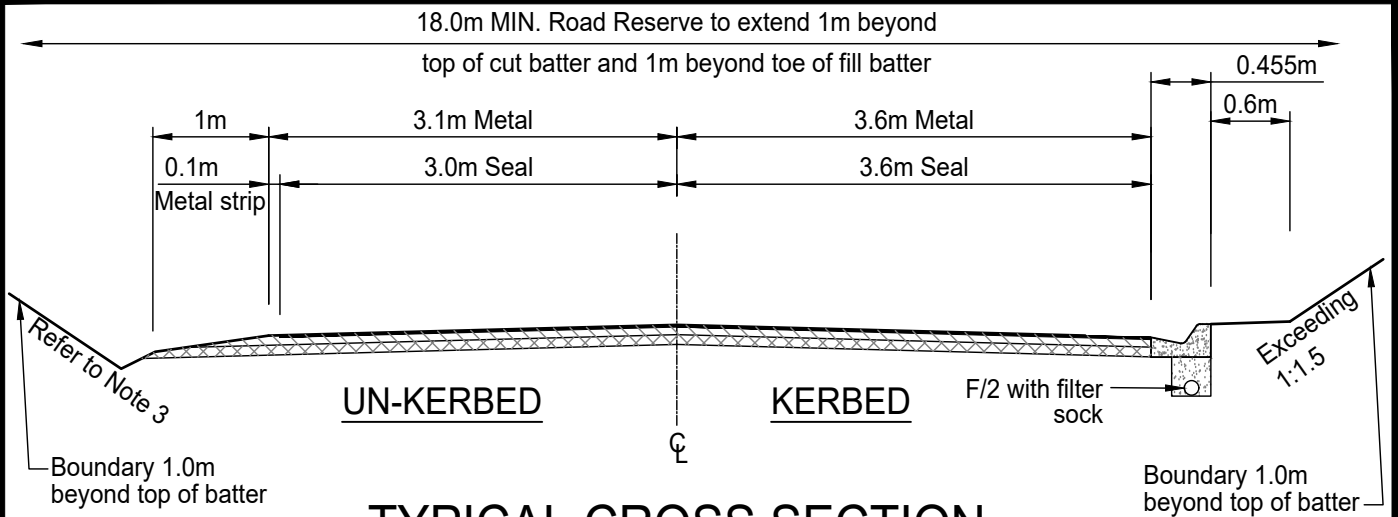 18.0m MIN. Road Reserve to extend 1m beyond
top of cut batter and 1m beyond toe of fill batter
0.455m
1m
3.1m Metal
3.6m Metal
0.6m
0.1m
Metal strip
3.0m Seal
3.6m Seal
Refer to Note 3
Exceeding
1:1.5
UN-KERBED
KERBED
F/2 with filter
sock
℄
Boundary 1.0m
beyond top of batter
Boundary 1.0m
beyond top of batter
TYPICAL CROSS SECTION